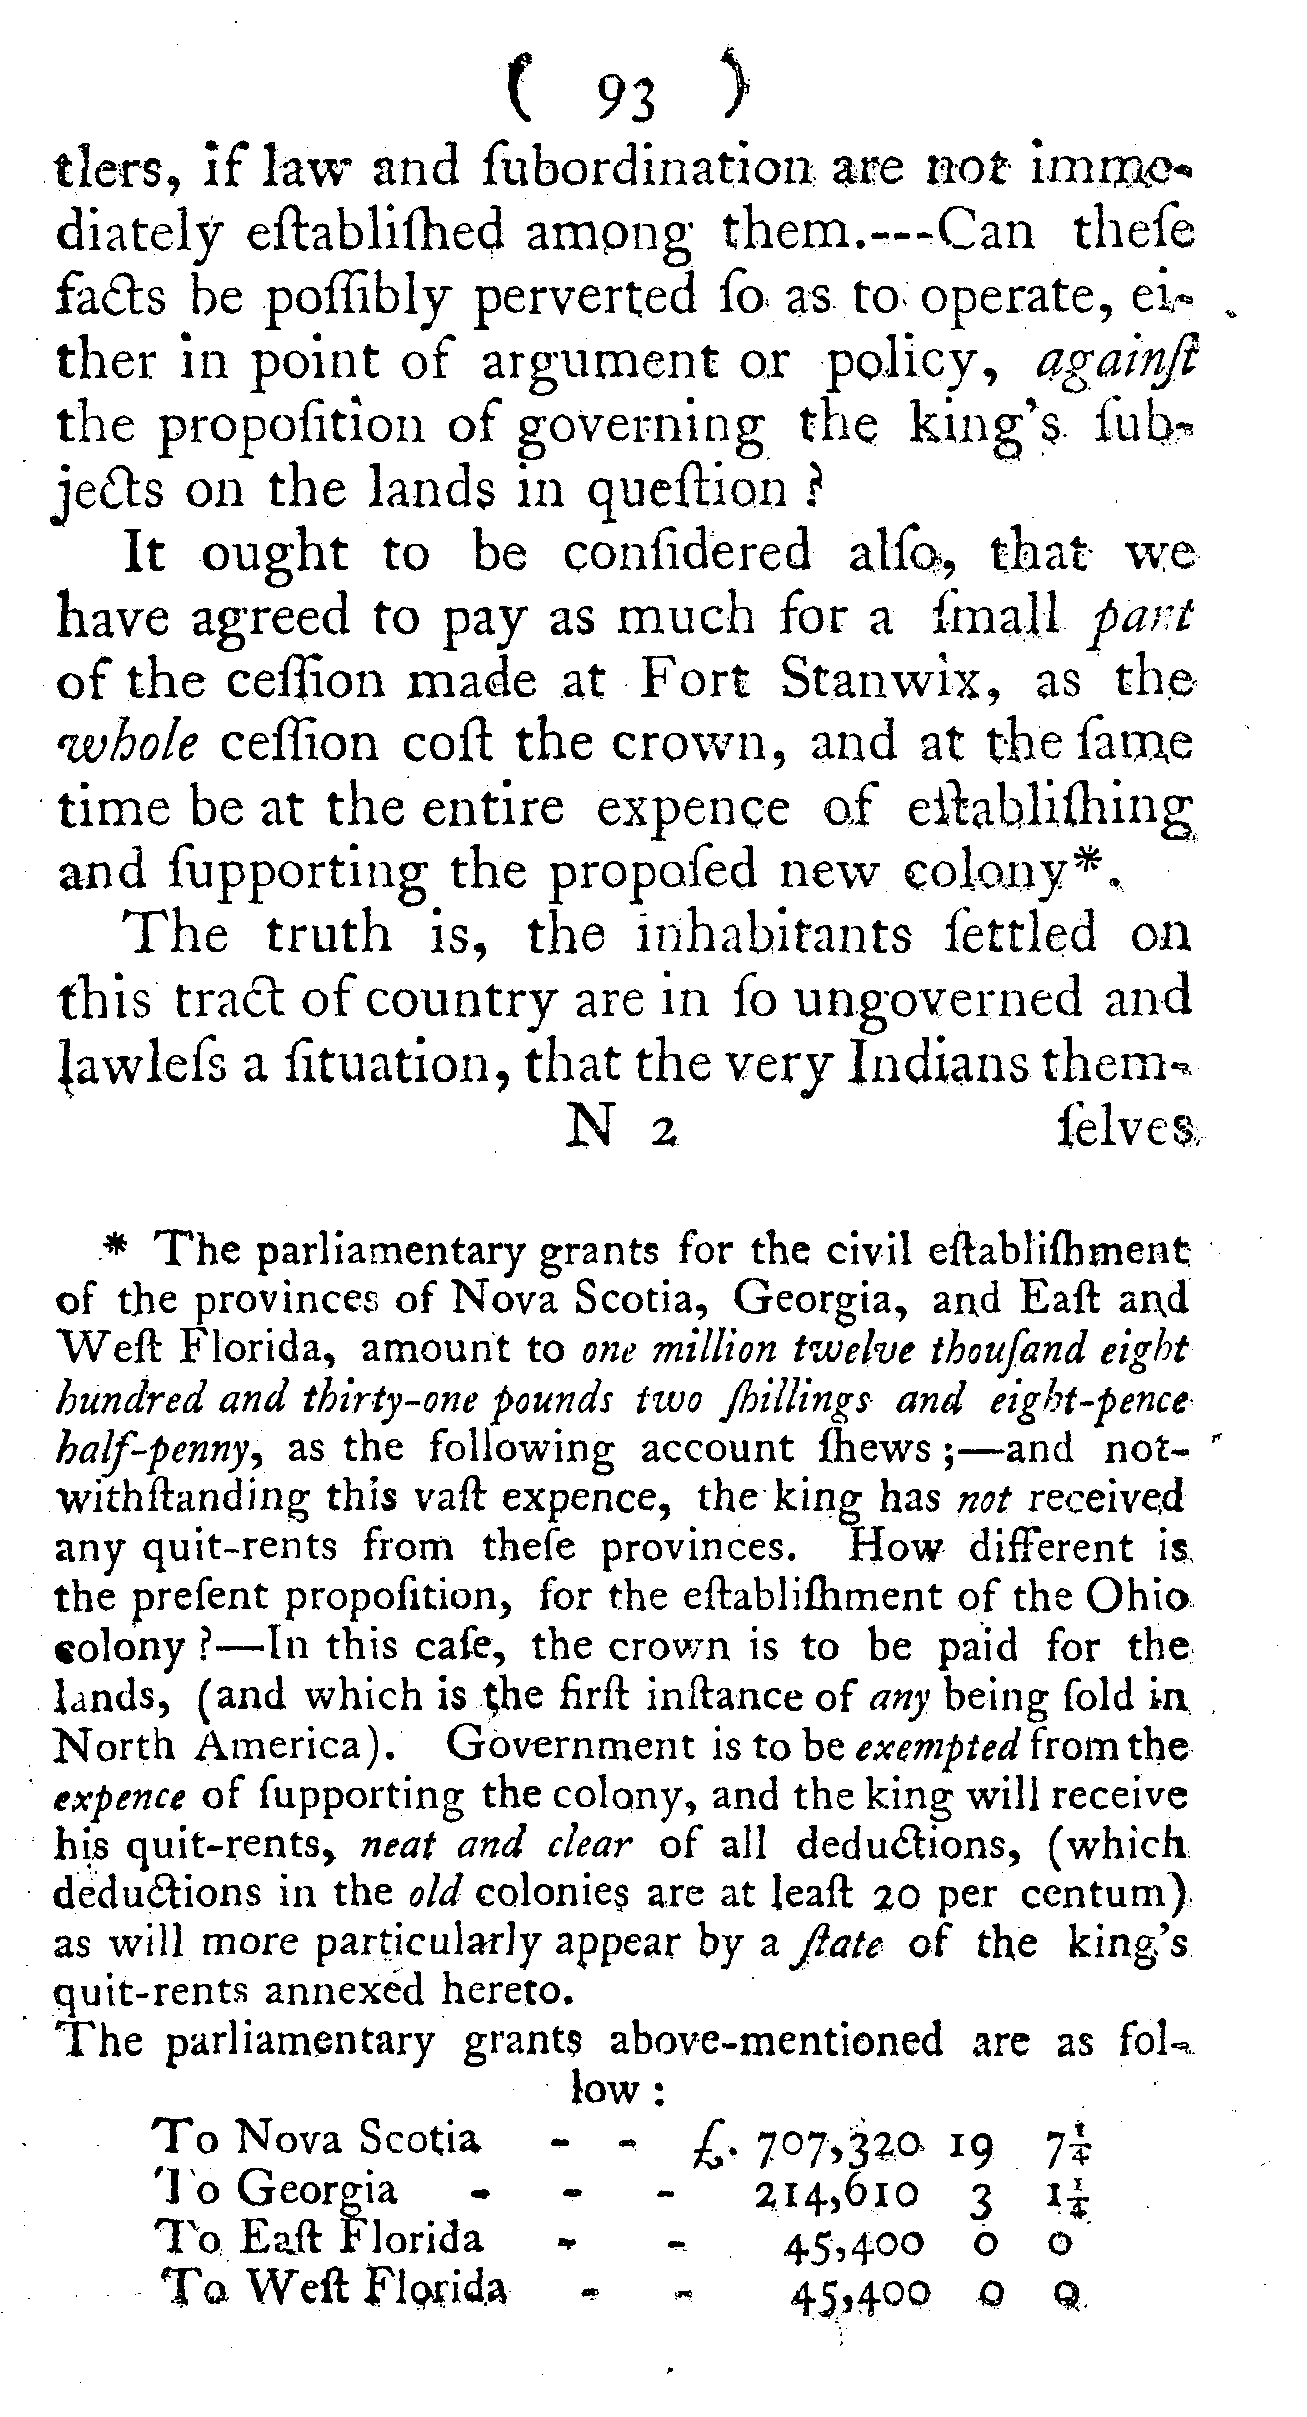 ( 93 )
tlers, if law and ſubordination are not imme-
diately eſtabliſhed among them.---Can theſe
facts be poſſibly perverted ſo as to operate, ei-
ther in point of argument or policy, againſt
the propoſition of governing the king's ſub-
jects on the lands in queſtion ?
It ought to be conſidered alſo, that we
have agreed to pay as much for a ſmall part
of the ceſſion made at Fort Stanwix, as the
whole ceſſion coſt the crown, and at the ſame
time be at the entire expence of eſtabliſhing
and ſupporting the propoſed new colony*.
The truth is, the inhabitants ſettled on
this tract of country are in ſo ungoverned and
lawleſs a ſituation, that the very Indians them-
N 2 ſelves
* The parliamentary grants for the civil eſtabliſhment
of the provinces of Nova Scotia, Georgia, and Eaſt and
Weſt Florida, amount to one million twelve thouſand eight
hundred and thirty-one pounds two ſhillings and eight-pence
half-penny, as the following account ſhews ;—and not-
withſtanding this vaſt expence, the king has not received
any quit-rents from theſe provinces. How different is
the preſent propoſition, for the eſtabliſhment of the Ohio
colony ?—In this caſe, the crown is to be paid for the
lands, (and which is the firſt inſtance of any being ſold in
North America). Government is to be exempted from the
expence of ſupporting the colony, and the king will receive
his quit-rents, neat and clear of all deductions, (which
deductions in the old colonies are at leaſt 20 per centum)
as will more particularly appear by a ſtate of the king's
quit-rents annexed hereto.
The parliamentary grants above-mentioned are as fol-
low :
To Nova Scotia - - £. 707,320 19 7¼
To Georgia - - - 214,610 3 1¼
To Eaſt Florida - - 45,400 0 0
To Weſt Florida - - 45,400 0 0